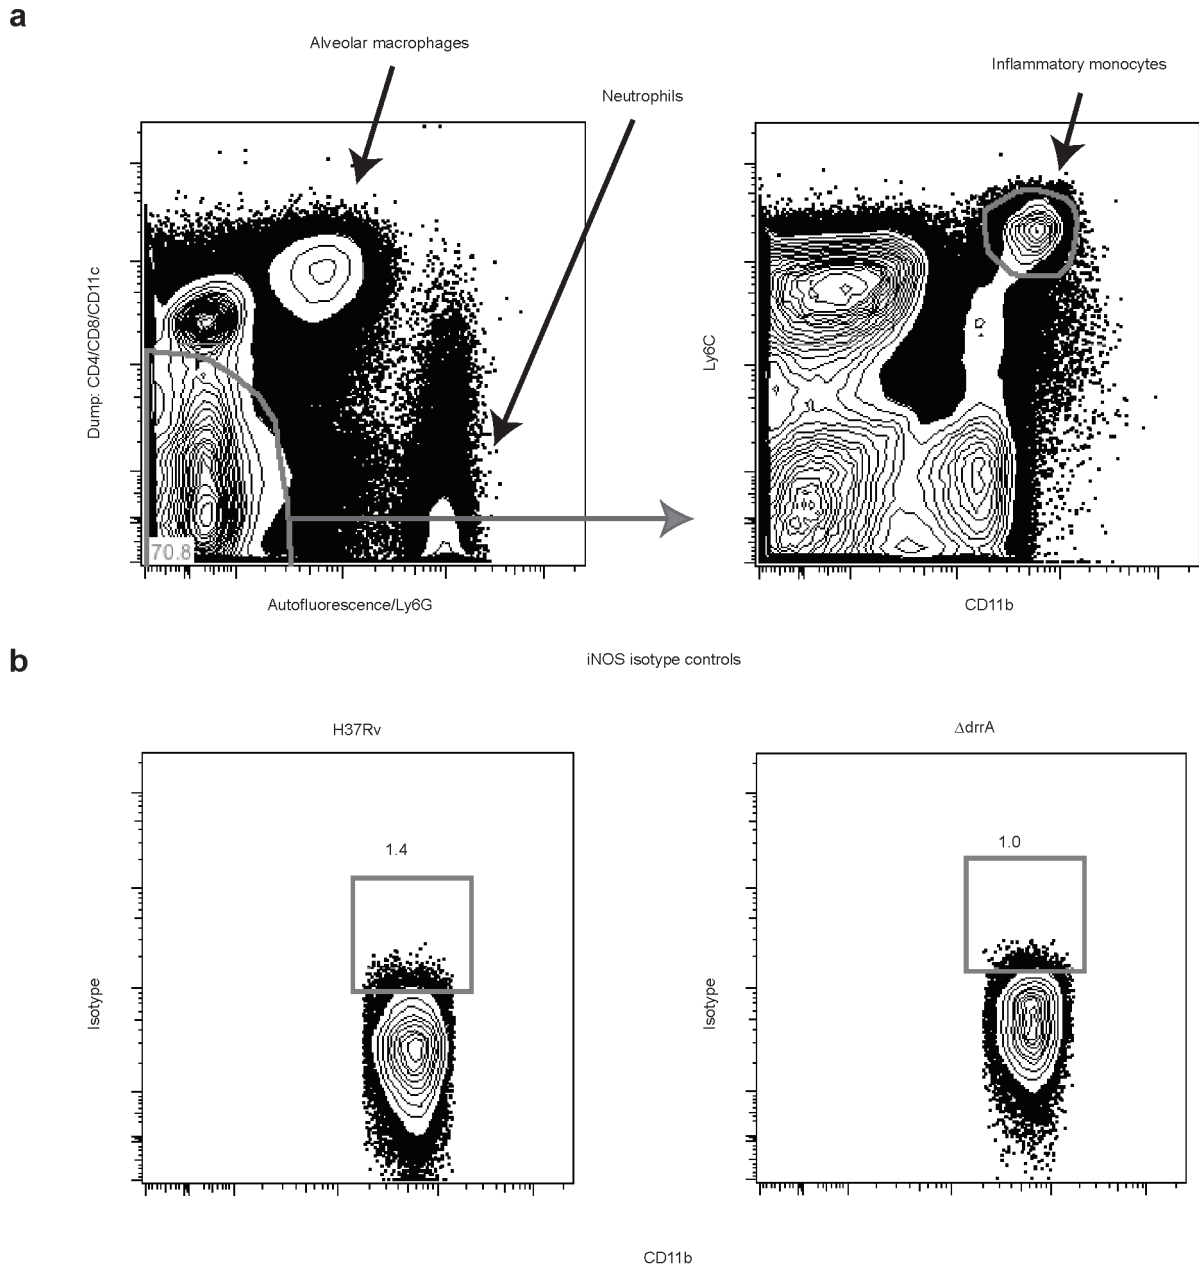 a
Alveolar macrophages
Neutrophils
Inflammatory monocytes
Dump: CD4/CD8/CD11c
70.8
Autofluorescence/Ly6G
Ly6C
CD11b
b
iNOS isotype controls
H37Rv
ΔdrrA
1.4
1.0
Isotype
Isotype
CD11b